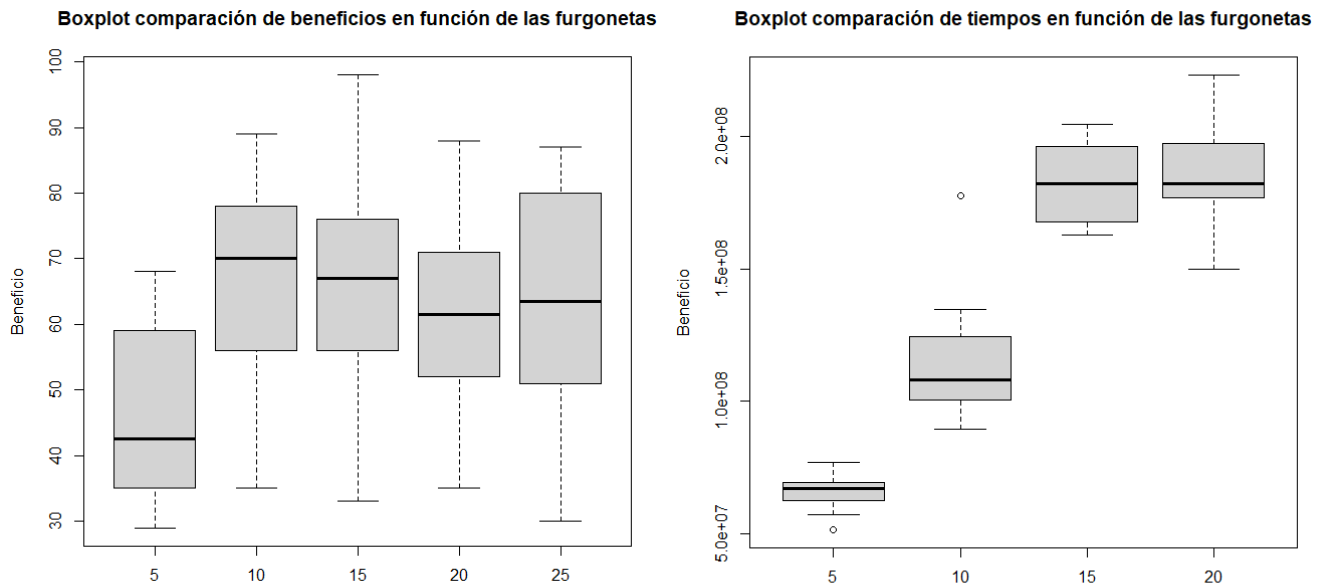 Boxplot comparación de beneficios en función de las furgonetas
Beneficio
100
90
80
70
60
50
40
30
5 10 15 20 25
Boxplot comparación de tiempos en función de las furgonetas
Beneficio
2.0e+08
1.5e+08
1.0e+08
5.0e+07
5 10 15 20